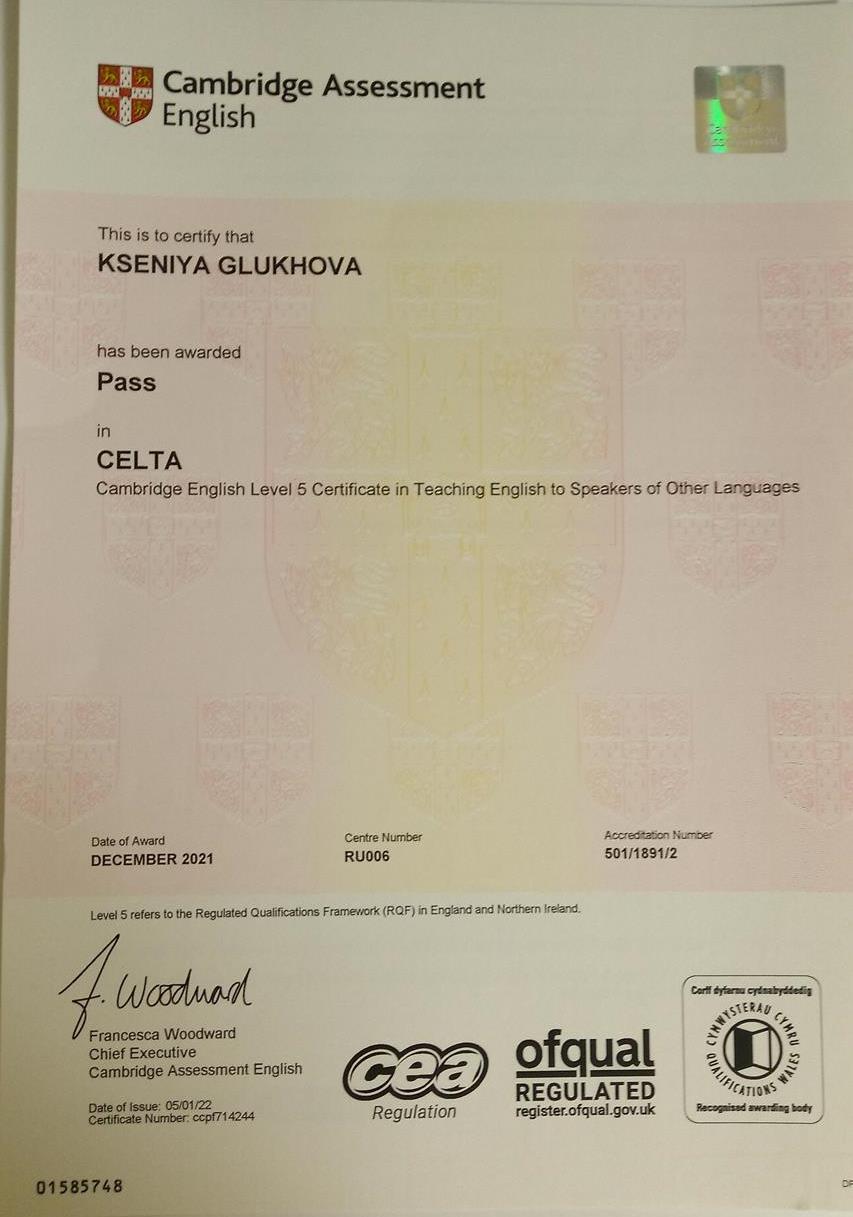 Cambridge Assessment
English
This is to certify that
KSENIYA GLUKHOVA
has been awarded
Pass
in
CELTA
Cambridge English Level 5 Certificate in Teaching English to Speakers of Other Languages
Date of Award
DECEMBER 2021
Centre Number
RU006
Accreditation Number
501/1891/2
Level 5 refers to the Regulated Qualifications Framework (RQF) in England and Northern Ireland.
F. Woodward
Francesca Woodward
Chief Executive
Cambridge Assessment English
Date of Issue: 05/01/22
Certificate Number: ccpf714244
cea
Regulation
ofqual
REGULATED
register.ofqual.gov.uk
Corff dyfarnu cydnabyddedig
CYMWYSTERAU CYMRU
QUALIFICATIONS WALES
Recognised awarding body
01585748